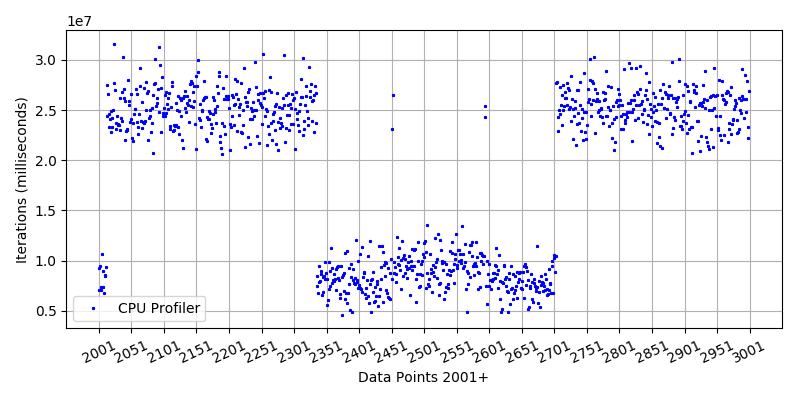 1e7
3.0
2.5
2.0
1.5
1.0
0.5
Iterations (milliseconds)
CPU Profiler
2001 2051 2101 2151 2201 2251 2301 2351 2401 2451 2501 2551 2601 2651 2701 2751 2801 2851 2901 2951 3001
Data Points 2001+